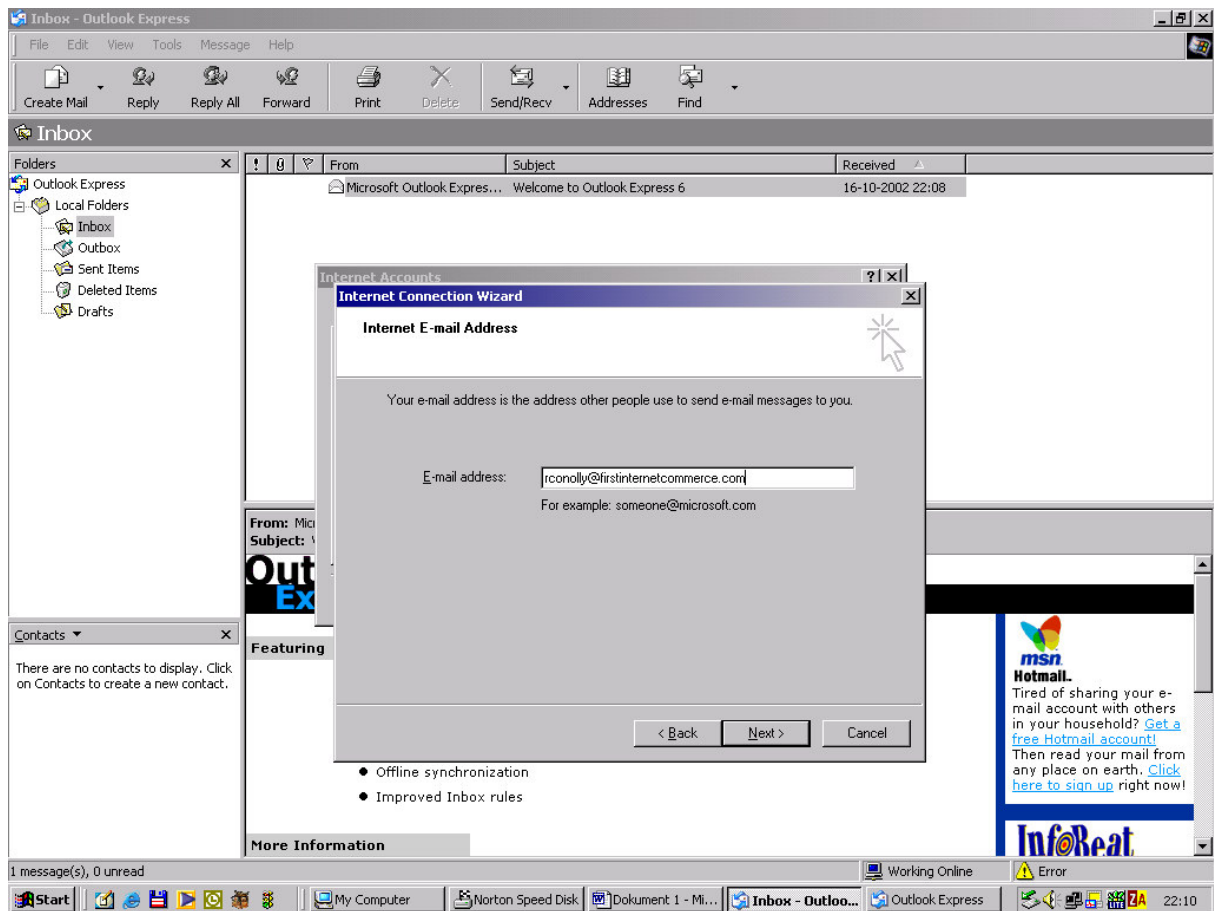 Inbox - Outlook Express
File Edit View Tools Message Help
Create Mail Reply Reply All Forward Print Delete Send/Recv Addresses Find
Inbox
Folders
Outlook Express
Local Folders
Inbox
Outbox
Sent Items
Deleted Items
Drafts
! From Subject Received
Microsoft Outlook Expres... Welcome to Outlook Express 6 16-10-2002 22:08
Internet Accounts
Internet Connection Wizard
Internet E-mail Address
Your e-mail address is the address other people use to send e-mail messages to you.
E-mail address: rconolly@firstinternetcommerce.com
For example: someone@microsoft.com
< Back Next > Cancel
From:
Subject:
Out
Ex
Featuring
Offline synchronization
Improved Inbox rules
More Information
msn
Hotmail
Tired of sharing your e-
mail account with others
in your household? Get a
free Hotmail account!
Then read your mail from
any place on earth. Click
here to sign up right now!
InfoBeat
Contacts
There are no contacts to display. Click
on Contacts to create a new contact.
1 message(s), 0 unread Working Online Error
Start My Computer Norton Speed Disk Dokument 1 - Mi... Inbox - Outloo... Outlook Express ZA 22:10